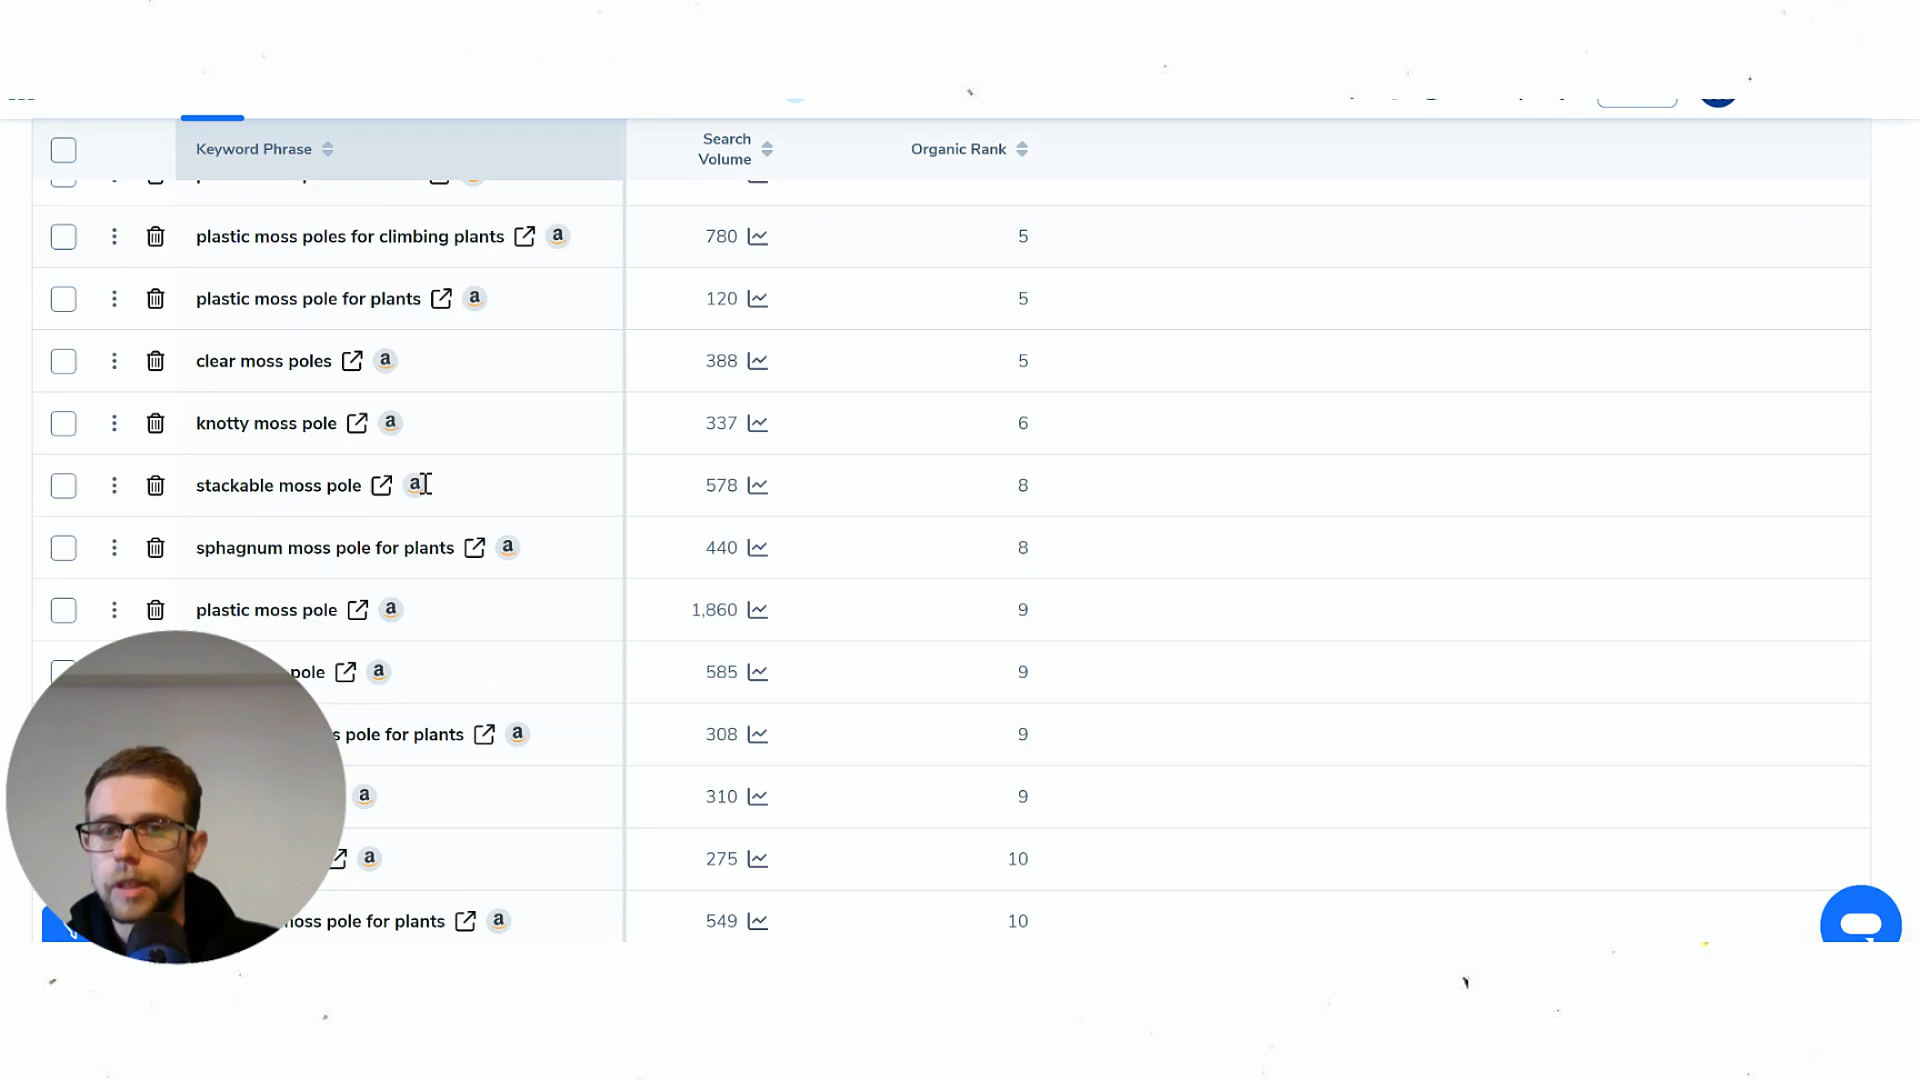 Keyword Phrase
Search Volume
Organic Rank
plastic moss poles for climbing plants a 780 5
plastic moss pole for plants a 120 5
clear moss poles a 388 5
knotty moss pole a 337 6
stackable moss pole a 578 8
sphagnum moss pole for plants a 440 8
plastic moss pole a 1,860 9
pole a 585 9
pole for plants a 308 9
a 310 9
a 275 10
moss pole for plants a 549 10